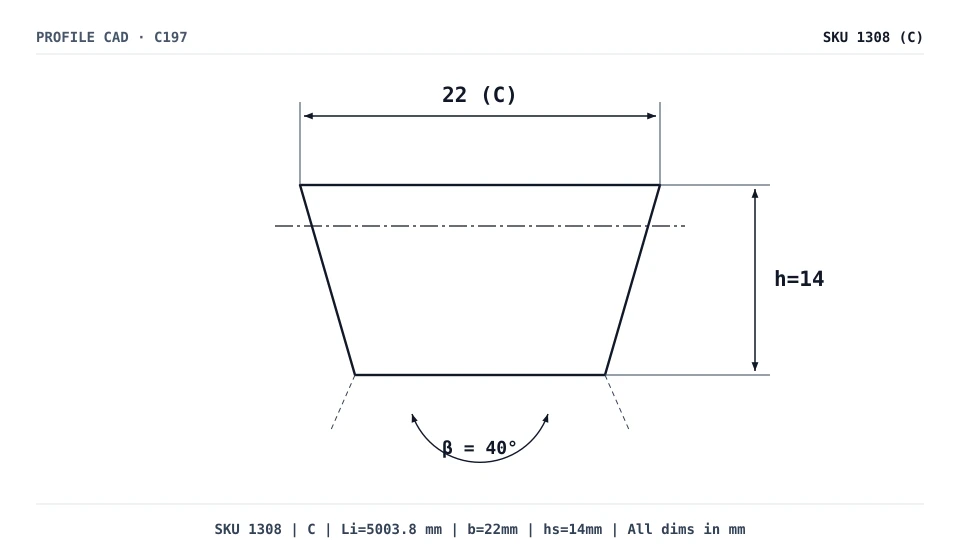 PROFILE CAD · C197
SKU 1308 (C)
22 (C)
h=14
β = 40°
SKU 1308 | C | Li=5003.8 mm | b=22mm | hs=14mm | All dims in mm